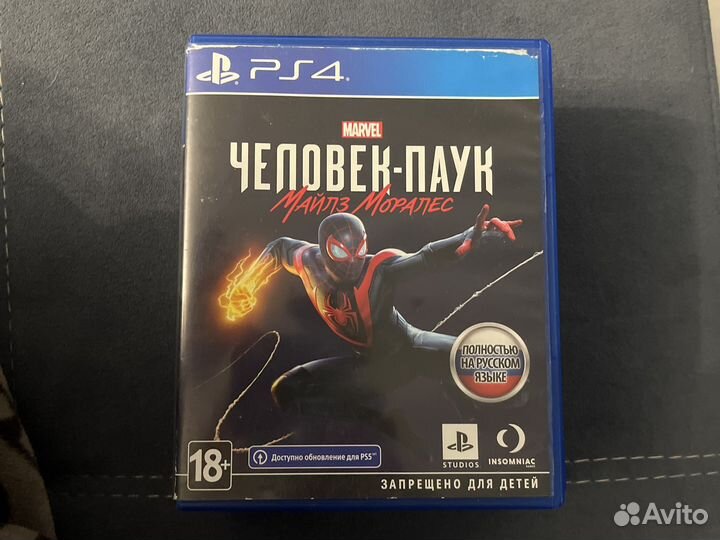 PS4
MARVEL
ЧЕЛОВЕК-ПАУК
МАЙЛЗ МОРАЛЕС
ПОЛНОСТЬЮ
НА РУССКОМ
ЯЗЫКЕ
18+
Доступно обновление для PS5
STUDIOS
INSOMNIAC
GAMES
ЗАПРЕЩЕНО ДЛЯ ДЕТЕЙ
Avito